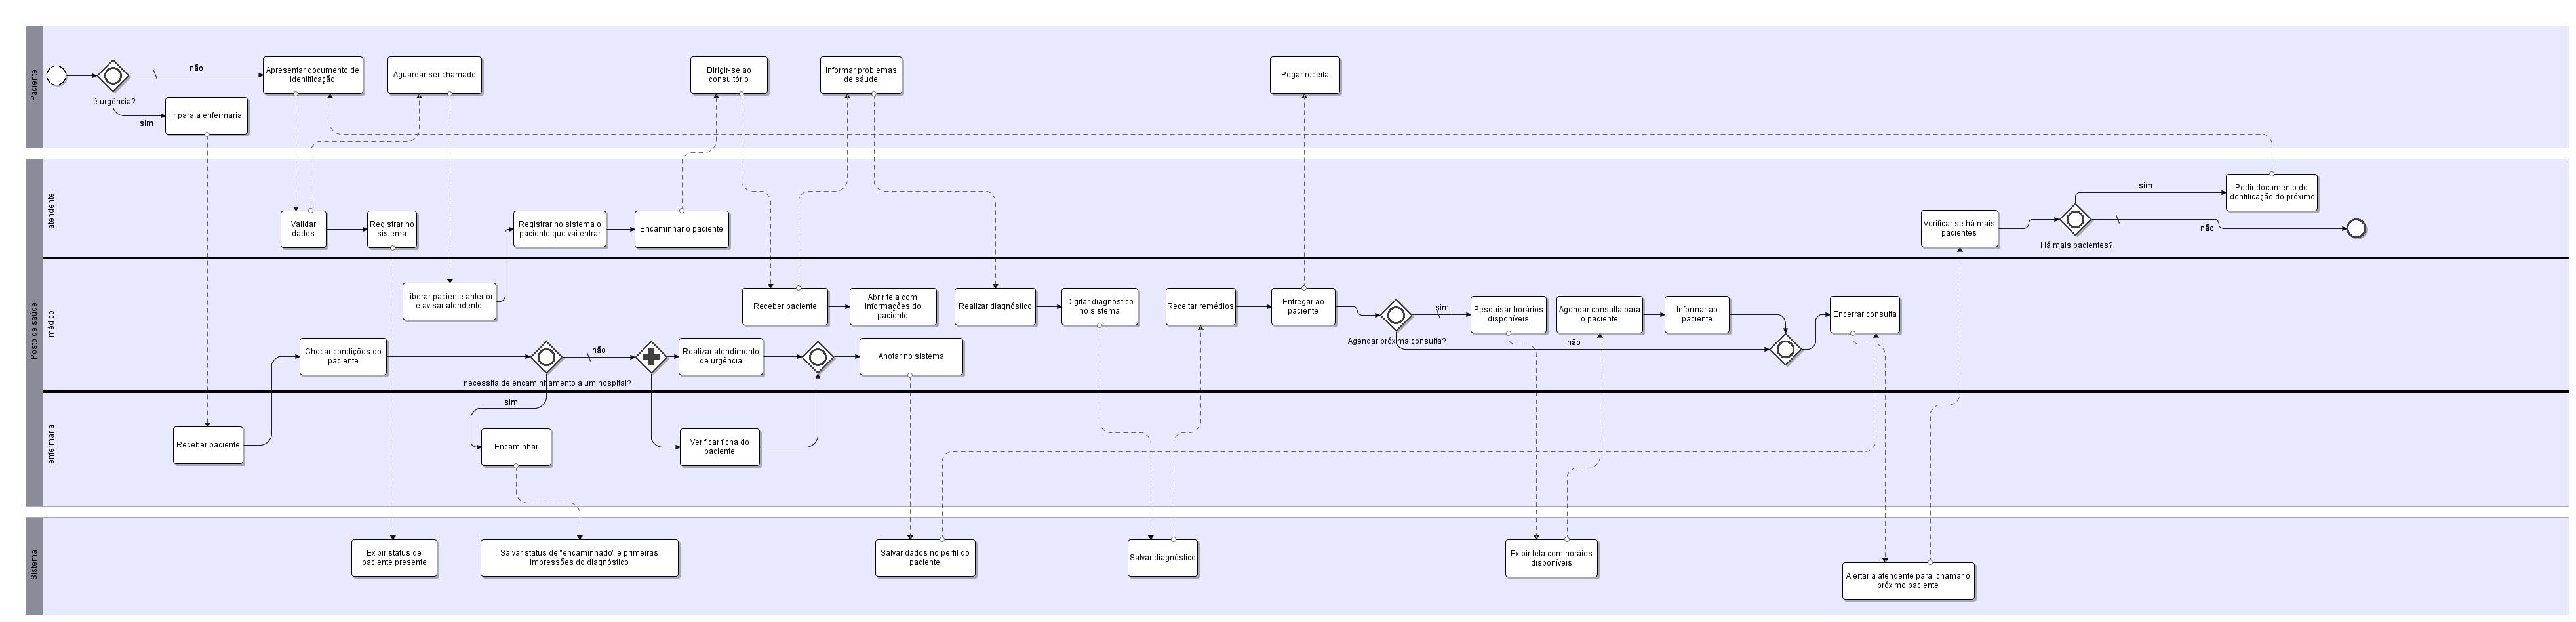 Paciente
não
é urgência?
sim
Apresentar documento de
identificação
Ir para a enfermaria
Aguardar ser chamado
Dirigir-se ao
consultório
Informar problemas
de sáude
Pegar receita
Posto de saúde
atendente
Validar
dados
Registrar no
sistema
Registrar no sistema o
paciente que vai entrar
Encaminhar o paciente
Verificar se há mais
pacientes
Há mais pacientes?
sim
não
Pedir documento de
identificação do próximo
médico
Liberar paciente anterior
e avisar atendente
Receber paciente
Abrir tela com
informações do
paciente
Realizar diagnóstico
Digitar diagnóstico
no sistema
Receitar remédios
Entregar ao
paciente
Agendar próxima consulta?
sim
não
Pesquisar horários
disponíveis
Agendar consulta para
o paciente
Informar ao
paciente
Encerrar consulta
Checar condições do
paciente
necessita de encaminhamento a um hospital?
não
sim
Realizar atendimento
de urgência
Anotar no sistema
enfermaria
Receber paciente
Encaminhar
Verificar ficha do
paciente
Sistema
Exibir status de
paciente presente
Salvar status de "encaminhado" e primeiras
impressões do diagnóstico
Salvar dados no perfil do
paciente
Salvar diagnóstico
Exibir tela com horáios
disponíveis
Alertar a atendente para chamar o
próximo paciente